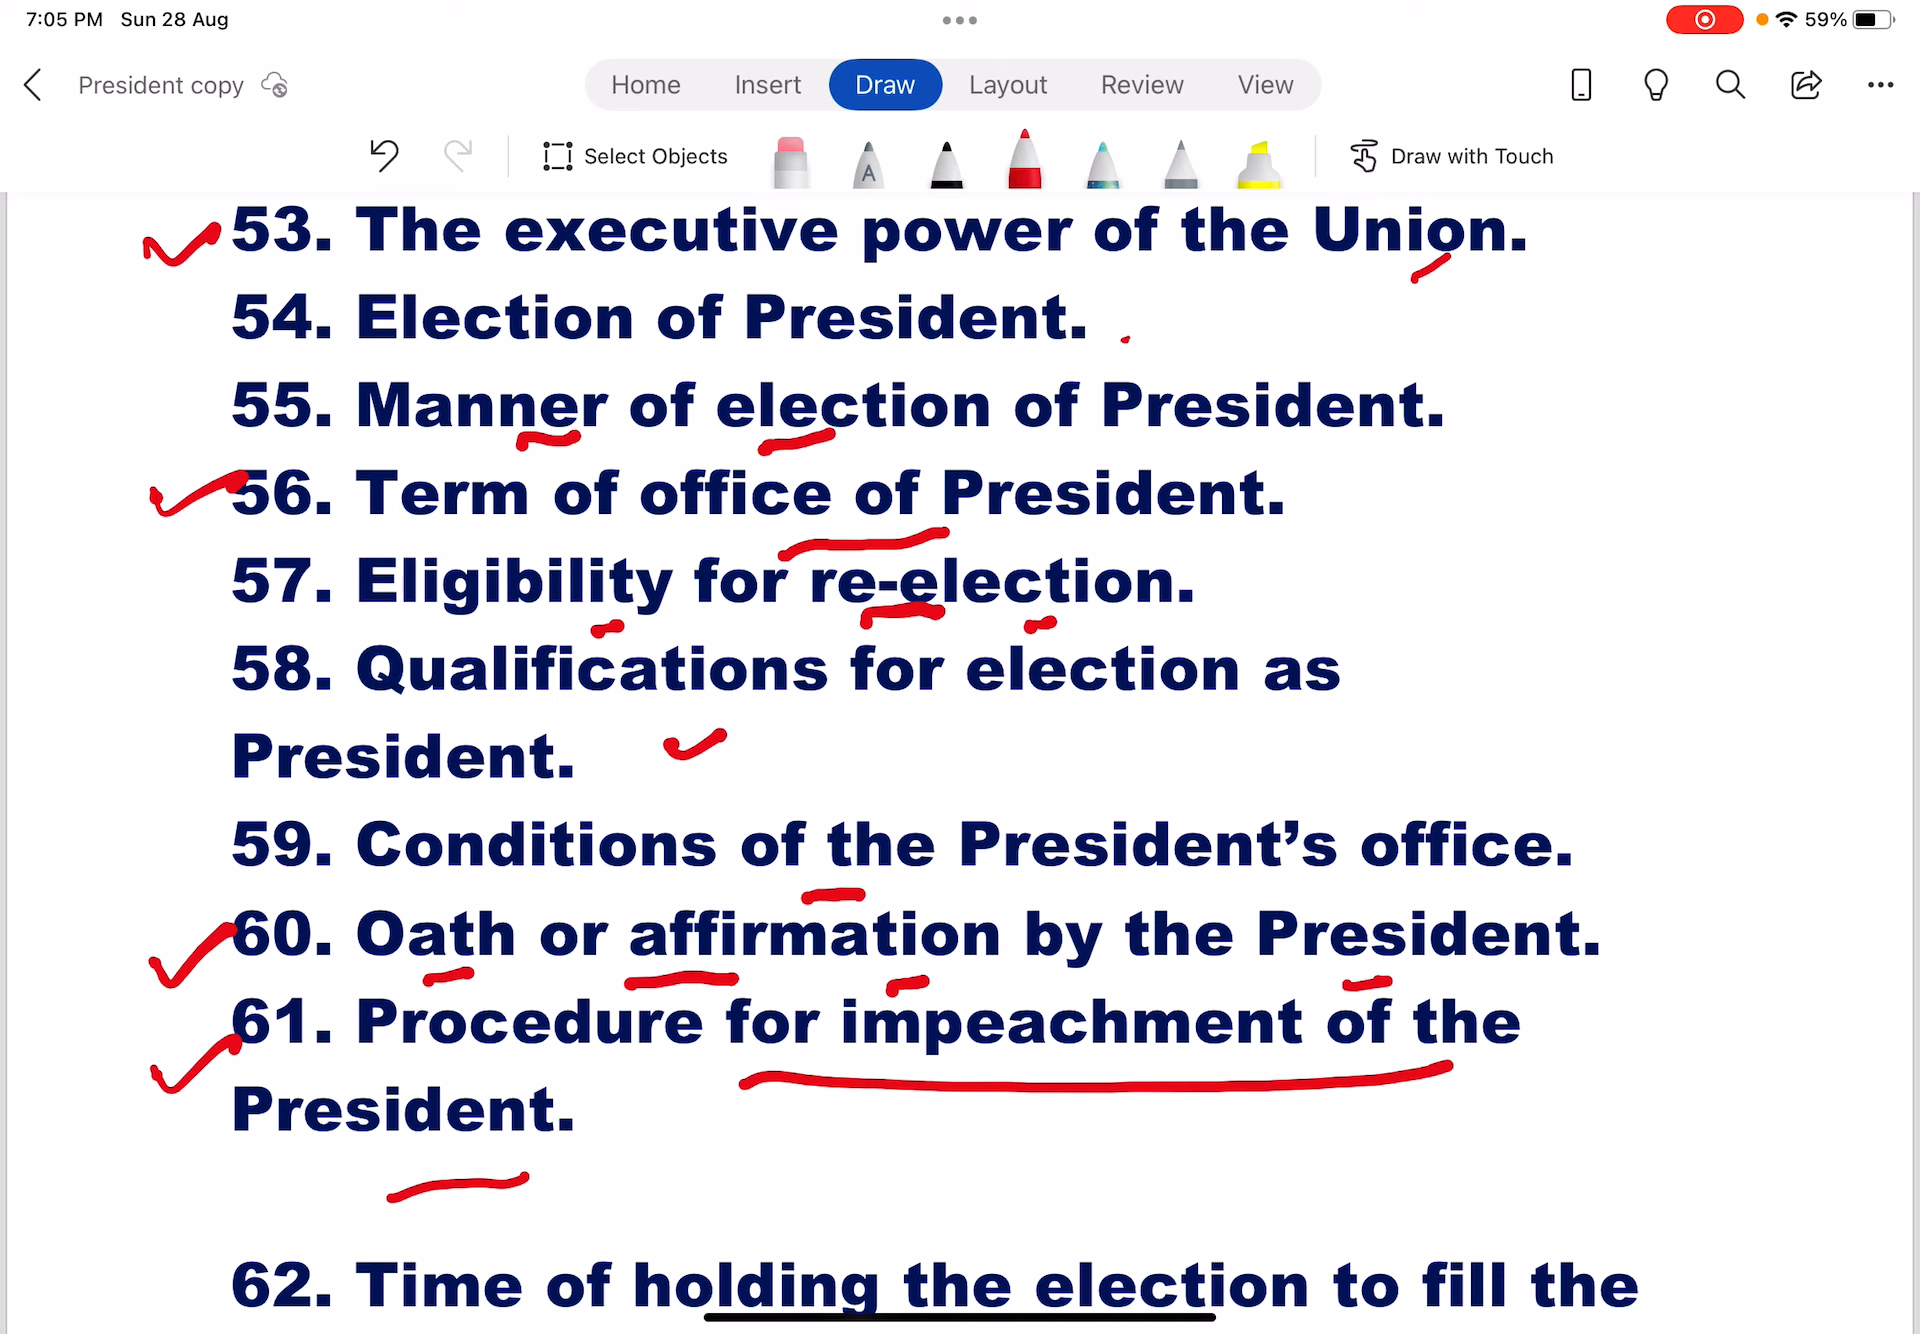 7:05 PM Sun 28 Aug
59%
President copy
Home Insert Draw Layout Review View
Select Objects
A
Draw with Touch
53. The executive power of the Union.
54. Election of President.
55. Manner of election of President.
56. Term of office of President.
57. Eligibility for re-election.
58. Qualifications for election as
President.
59. Conditions of the President’s office.
60. Oath or affirmation by the President.
61. Procedure for impeachment of the
President.
62. Time of holding the election to fill the